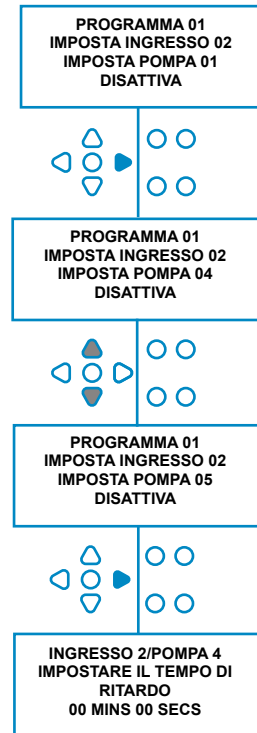 PROGRAMMA 01
IMPOSTA INGRESSO 02
IMPOSTA POMPA 01
DISATTIVA
PROGRAMMA 01
IMPOSTA INGRESSO 02
IMPOSTA POMPA 04
DISATTIVA
PROGRAMMA 01
IMPOSTA INGRESSO 02
IMPOSTA POMPA 05
DISATTIVA
INGRESSO 2/POMPA 4
IMPOSTARE IL TEMPO DI
RITARDO
00 MINS 00 SECS